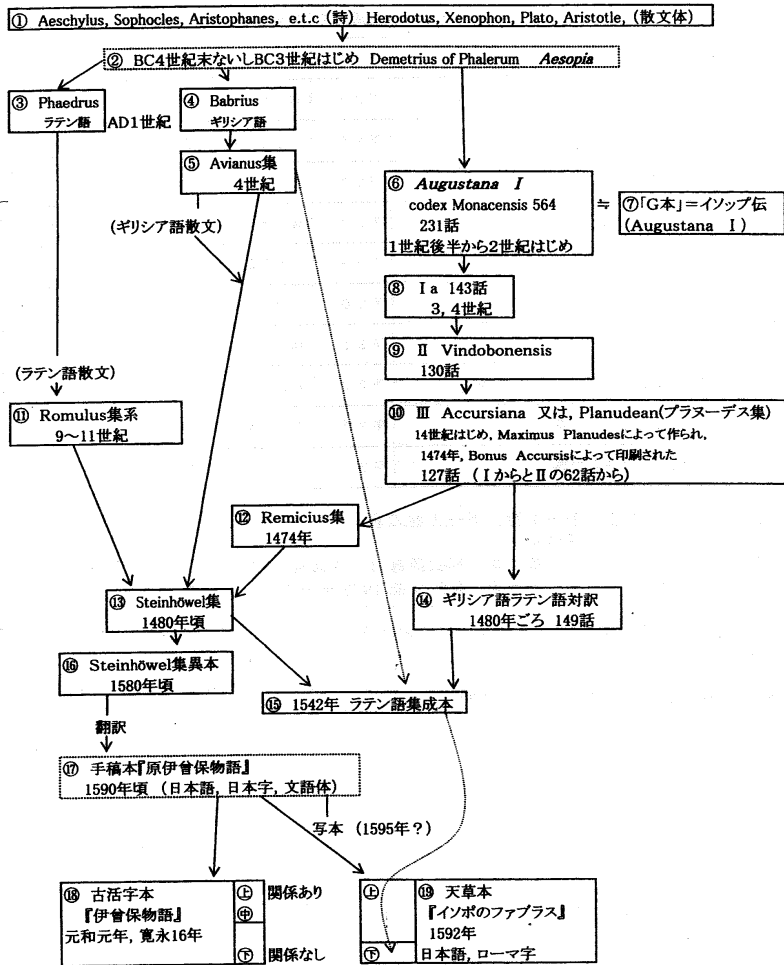 ① Aeschylus, Sophocles, Aristophanes, e.t.c (詩) Herodotus, Xenophon, Plato, Aristotle, (散文体)
② BC4世紀末ないしBC3世紀はじめ Demetrius of Phalerum Aesopia
③ Phaedrus
ラテン語
AD1世紀
④ Babrius
ギリシア語
⑤ Avianus集
4世紀
(ギリシア語散文)
⑥ Augustana I
codex Monacensis 564
231話
1世紀後半から2世紀はじめ
≒
⑦「G本」=イソップ伝
(Augustana I)
⑧ I a 143話
3, 4世紀
⑨ II Vindobonensis
130話
(ラテン語散文)
⑪ Romulus集系
9~11世紀
⑩ III Accursiana 又は, Planudean(プラヌーデス集)
14世紀はじめ, Maximus Planudesによって作られ,
1474年, Bonus Accursisによって印刷された
127話 (IからとIIの62話から)
⑫ Remicius集
1474年
⑬ Steinhöwel集
1480年頃
⑭ ギリシア語ラテン語対訳
1480年ごろ 149話
⑯ Steinhöwel集異本
1580年頃
⑮ 1542年 ラテン語集成本
翻訳
⑰ 手稿本『原伊曾保物語』
1590年頃 (日本語, 日本字, 文語体)
写本 (1595年?)
⑱ 古活字本
『伊曾保物語』
元和元年, 寛永16年
㊤ 関係あり
㊥
㊦ 関係なし
㊤
㊦
⑲ 天草本
『イソポのファブラス』
1592年
日本語, ローマ字